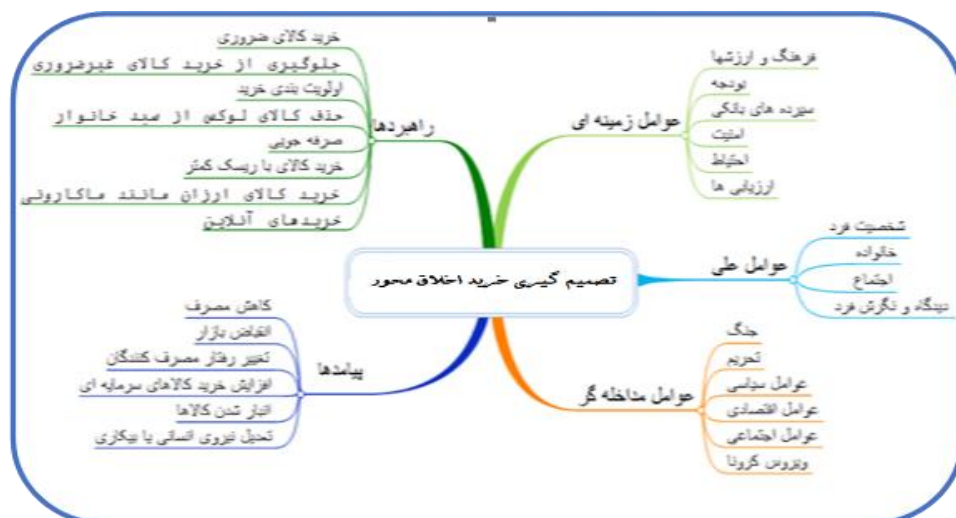 تصمیم گیری خرید اخلاق محور
عوامل زمینه ای
فرهنگ و ارزشها
بودجه
سپرده های بانکی
امنیت
احتیاط
ارزیابی ها
عوامل علی
شخصیت فرد
خانواده
اجتماع
دیدگاه و نگرش فرد
عوامل مداخله گر
جنگ
تحریم
عوامل سیاسی
عوامل اقتصادی
عوامل اجتماعی
ویروس کرونا
راهبردها
خرید کالای ضروری
جلوگیری از خرید کالای غیرضروری
اولویت بندی خرید
حذف کالای لوکس از سبد خانوار
صرفه جویی
خرید کالای با ریسک کمتر
خرید کالای ارزان مانند ماکارونی
خریدهای آنلاین
پیامدها
کاهش مصرف
انقباض بازار
تغییر رفتار مصرف کنندگان
افزایش خرید کالاهای سرمایه ای
انبار شدن کالاها
تعدیل نیروی انسانی یا بیکاری